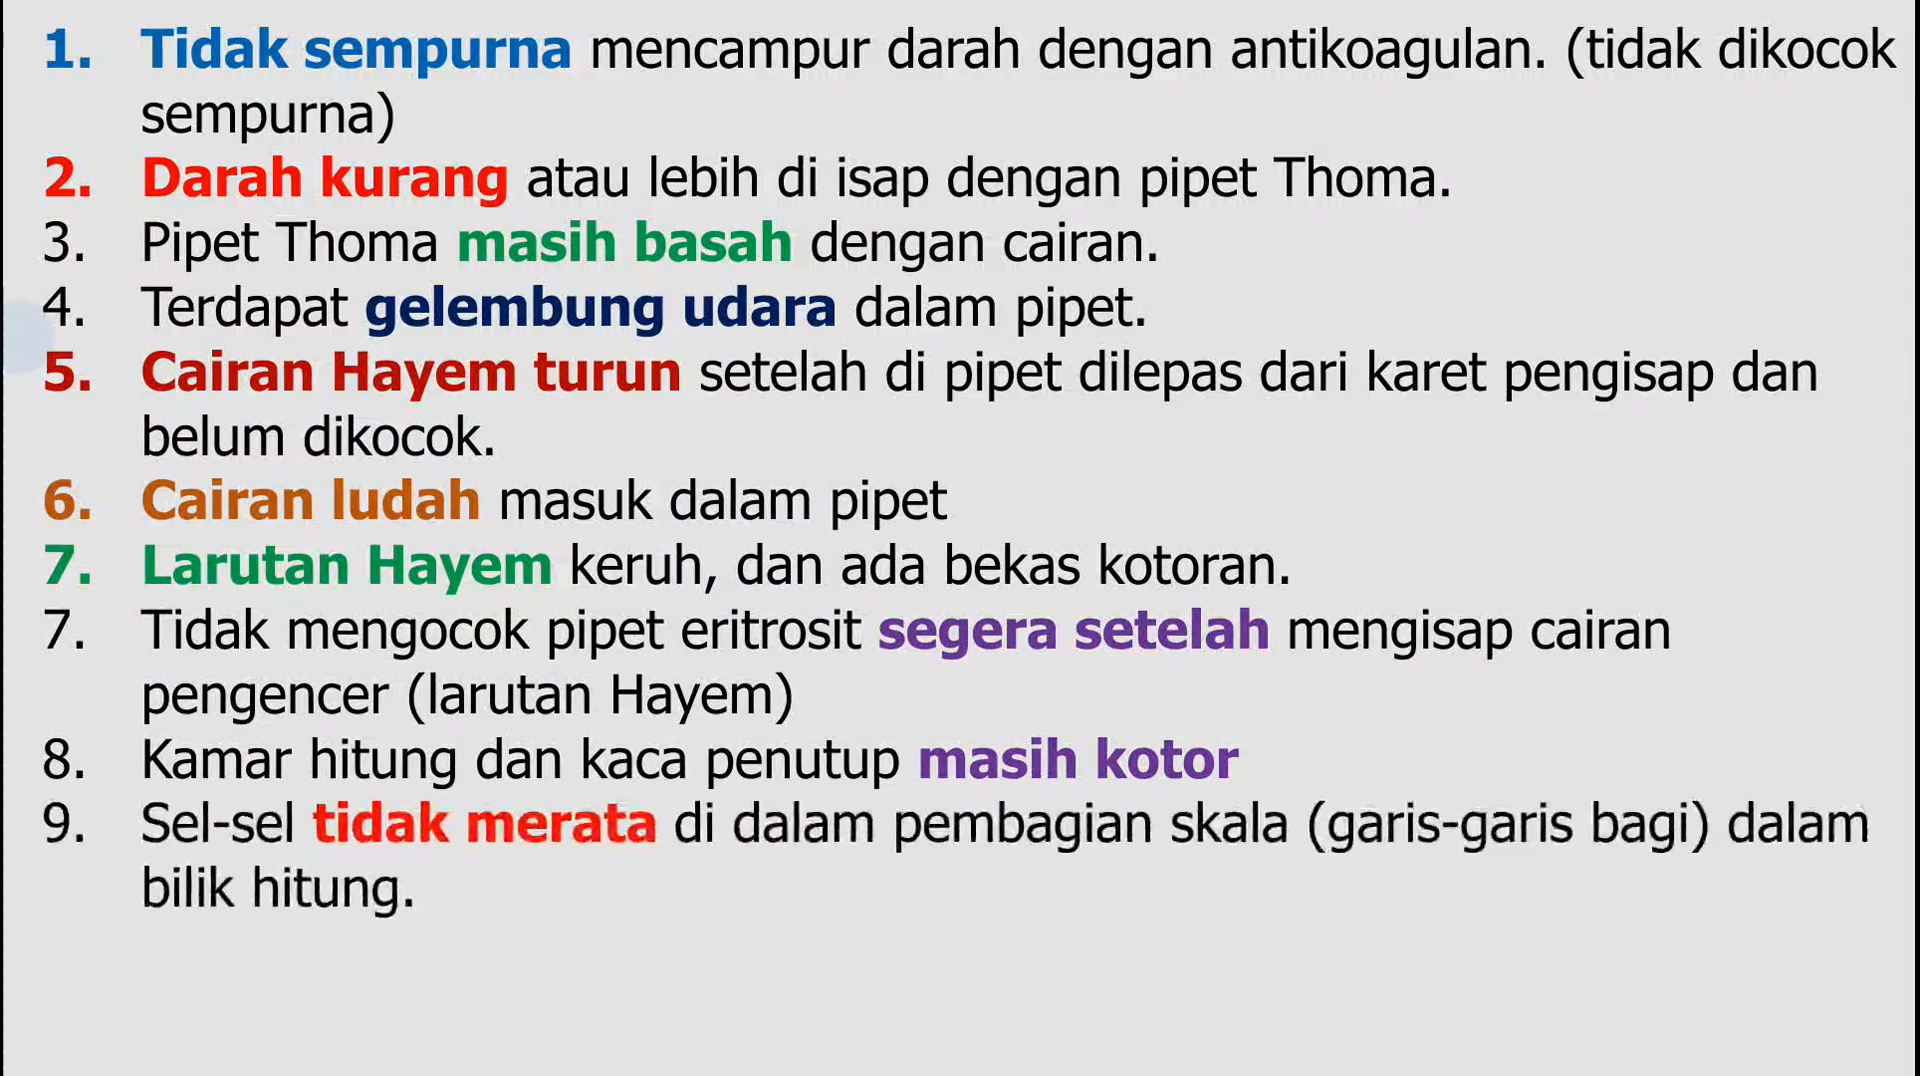 1. Tidak sempurna mencampur darah dengan antikoagulan. (tidak dikocok
sempurna)
2. Darah kurang atau lebih di isap dengan pipet Thoma.
3. Pipet Thoma masih basah dengan cairan.
4. Terdapat gelembung udara dalam pipet.
5. Cairan Hayem turun setelah di pipet dilepas dari karet pengisap dan
belum dikocok.
6. Cairan ludah masuk dalam pipet
7. Larutan Hayem keruh, dan ada bekas kotoran.
7. Tidak mengocok pipet eritrosit segera setelah mengisap cairan
pengencer (larutan Hayem)
8. Kamar hitung dan kaca penutup masih kotor
9. Sel-sel tidak merata di dalam pembagian skala (garis-garis bagi) dalam
bilik hitung.